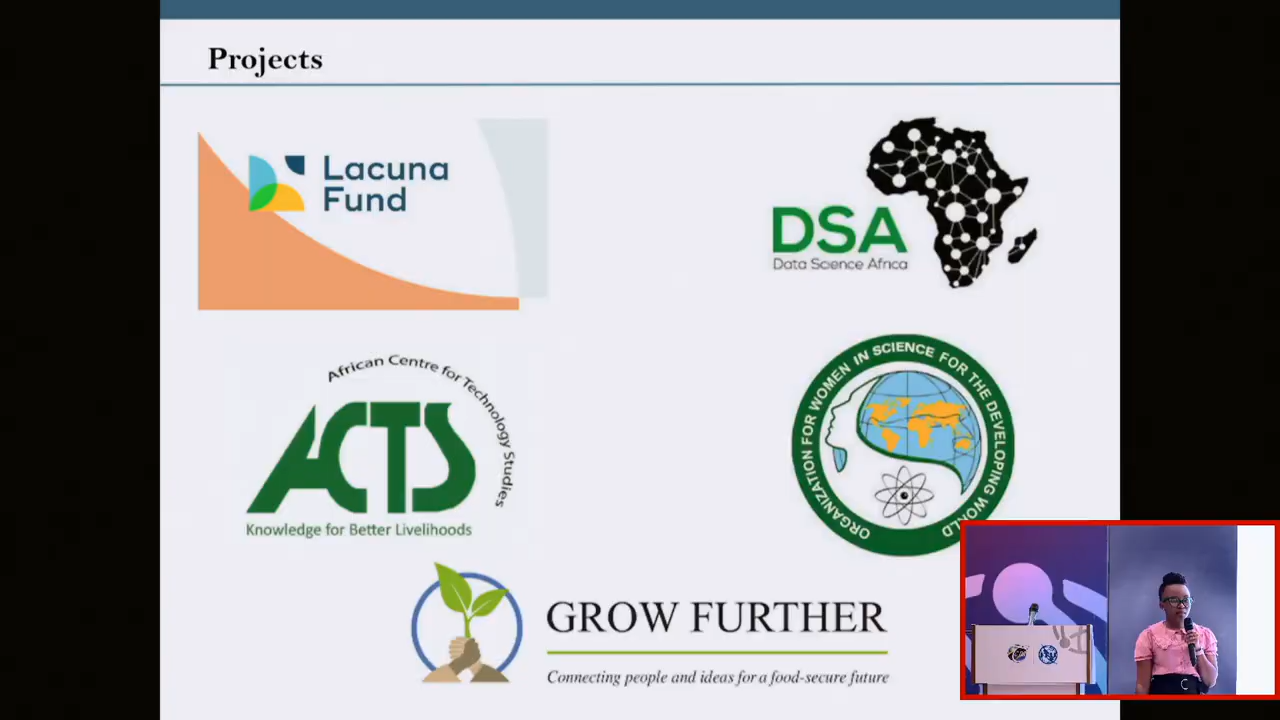 Projects
Lacuna
Fund
DSA
Data Science Africa
African Centre for Technology Studies
ACTS
Knowledge for Better Livelihoods
ORGANIZATION FOR WOMEN IN SCIENCE FOR THE DEVELOPING WORLD
GROW FURTHER
Connecting people and ideas for a food-secure future